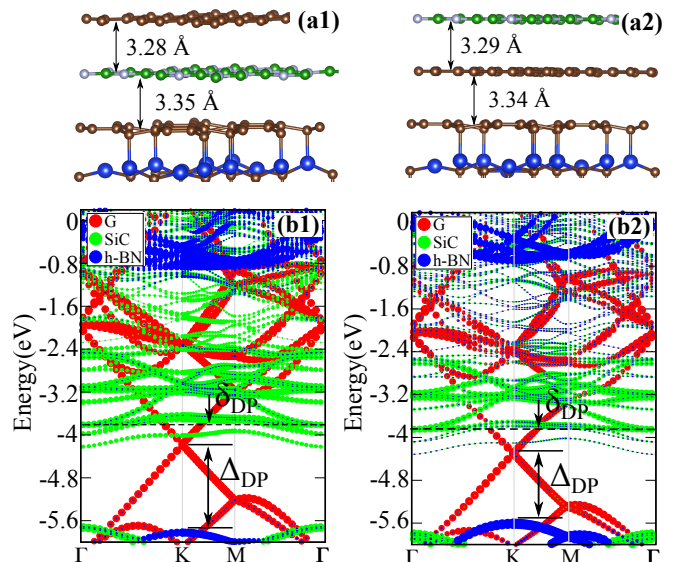 (a1)
3.28 Å
3.35 Å
(a2)
3.29 Å
3.34 Å
(b1)
G
SiC
h-BN
Energy(eV)
0
-0.8
-1.6
-2.4
-3.2
-4
-4.8
-5.6
δDP
ΔDP
Γ K M Γ
(b2)
G
SiC
h-BN
Energy(eV)
0
-0.8
-1.6
-2.4
-3.2
-4
-4.8
-5.6
δDP
ΔDP
Γ K M Γ